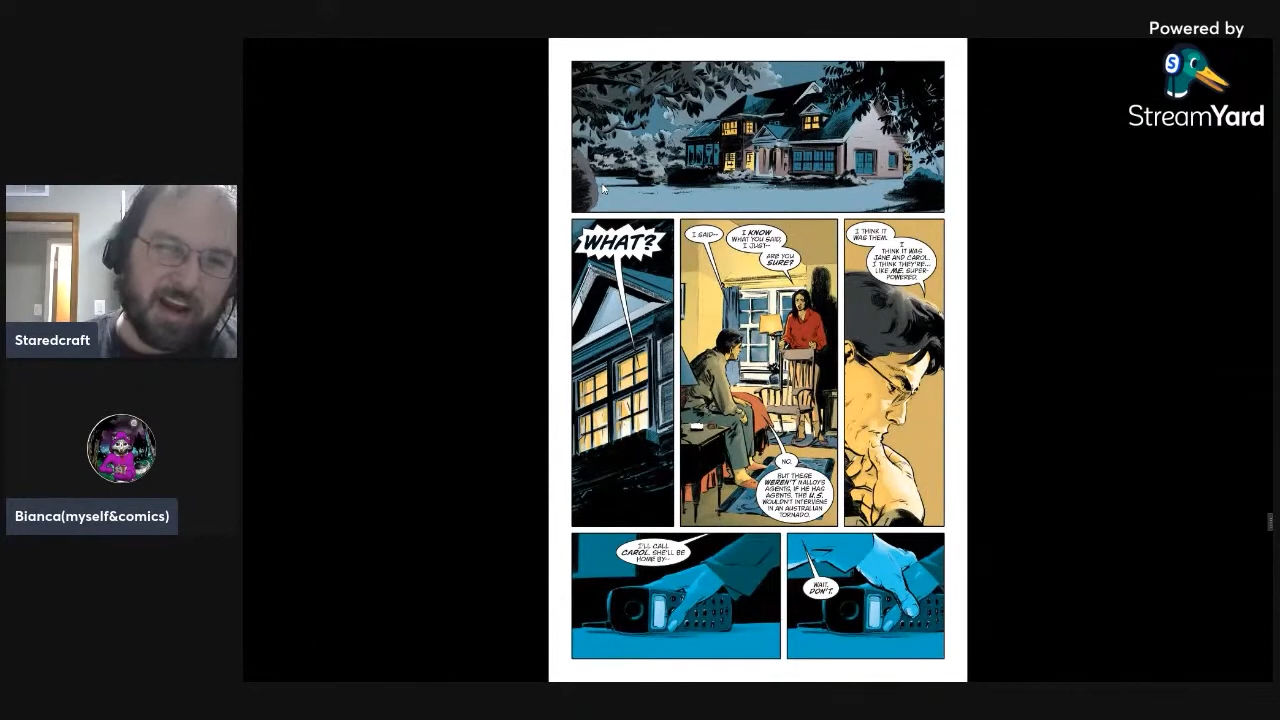 Powered by
S
StreamYard
Staredcraft
Bianca(myself&comics)
WHAT?
I SAID--
I KNOW
WHAT YOU SAID,
I JUST--
ARE YOU
SURE?
NO.
BUT THESE
WEREN'T MALLOY'S
AGENTS, IF HE HAS
AGENTS. THE U.S.
WOULDN'T INTERVENE
IN AN AUSTRALIAN
TORNADO.
I THINK IT
WAS THEM.
I
THINK IT WAS
JANE AND CAROL.
I THINK THEY'RE...
LIKE ME. SUPER-
POWERED.
I'LL CALL
CAROL. SHE'LL BE
HOME BY--
WAIT.
DON'T.